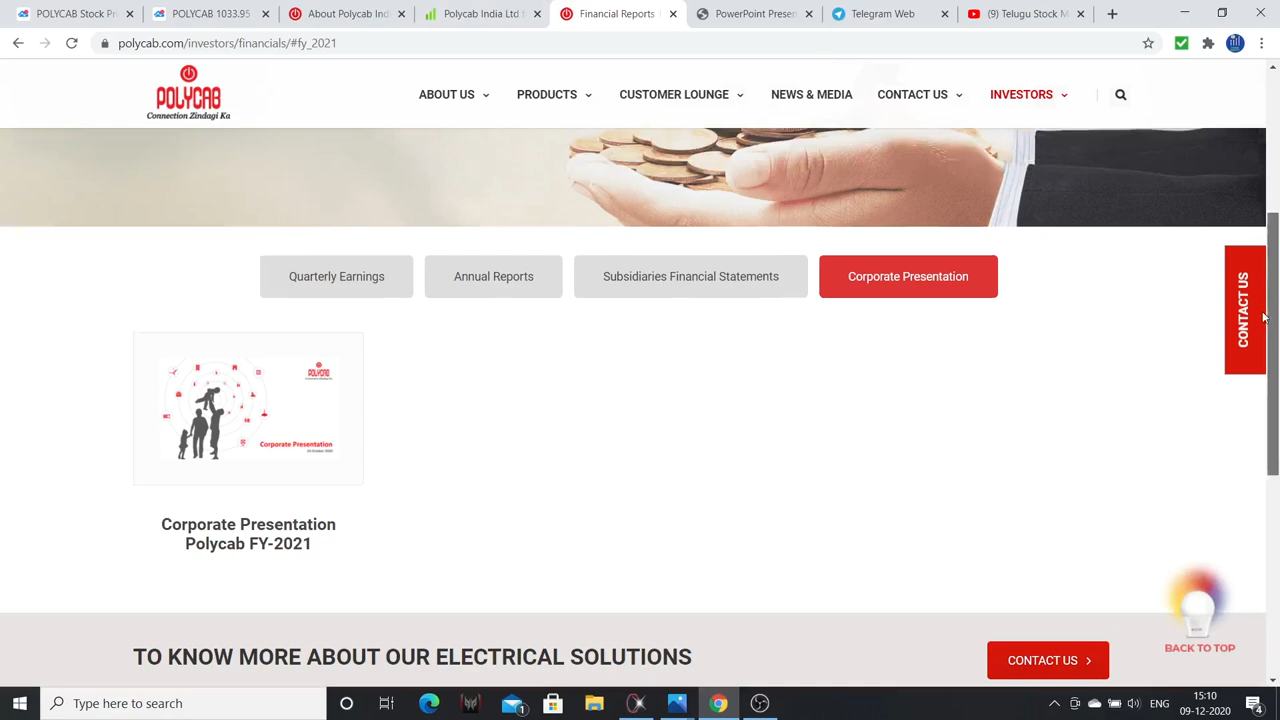 POLYCAB Stock Pric
POLYCAB 1033.95
About Polycab Indi
Polycab India Ltd
Financial Reports
PowerPoint Presen
Telegram Web
(9) Telugu Stock M
polycab.com/investors/financials/#fy_2021
POLYCAB
Connection Zindagi Ka
ABOUT US
PRODUCTS
CUSTOMER LOUNGE
NEWS & MEDIA
CONTACT US
INVESTORS
Quarterly Earnings
Annual Reports
Subsidiaries Financial Statements
Corporate Presentation
CONTACT US
POLYCAB
Corporate Presentation
Corporate Presentation
Polycab FY-2021
BACK TO TOP
TO KNOW MORE ABOUT OUR ELECTRICAL SOLUTIONS
CONTACT US
Type here to search
1
ENG
15:10
09-12-2020
4